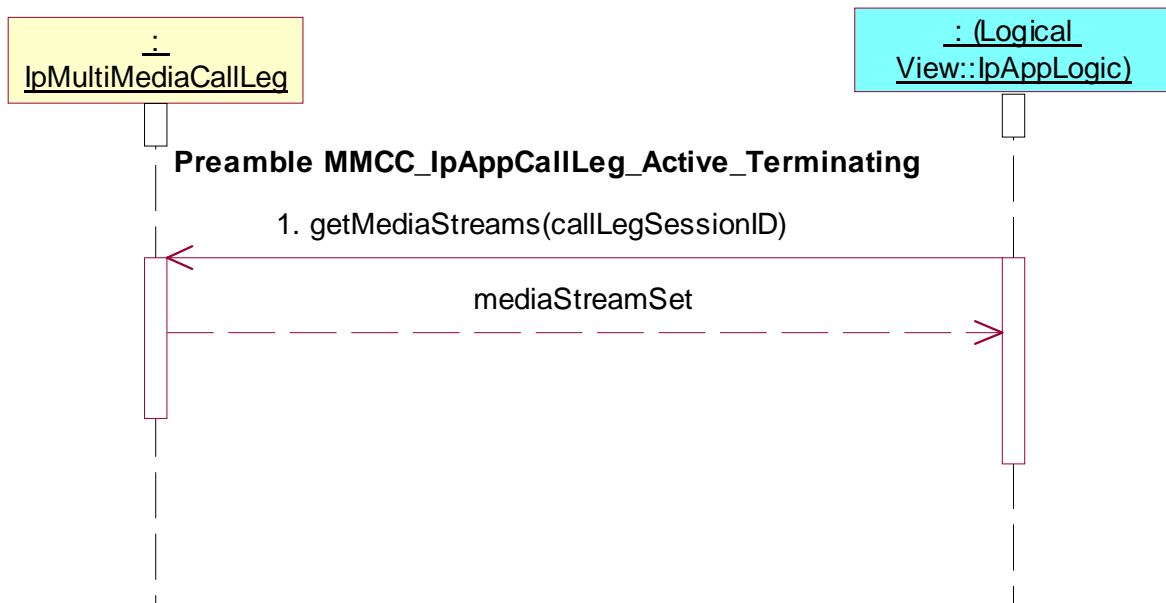 :
IpMultiMediaCallLeg
: (Logical
View::IpAppLogic)
Preamble MMCC_IpAppCallLeg_Active_Terminating
1. getMediaStreams(callLegSessionID)
mediaStreamSet